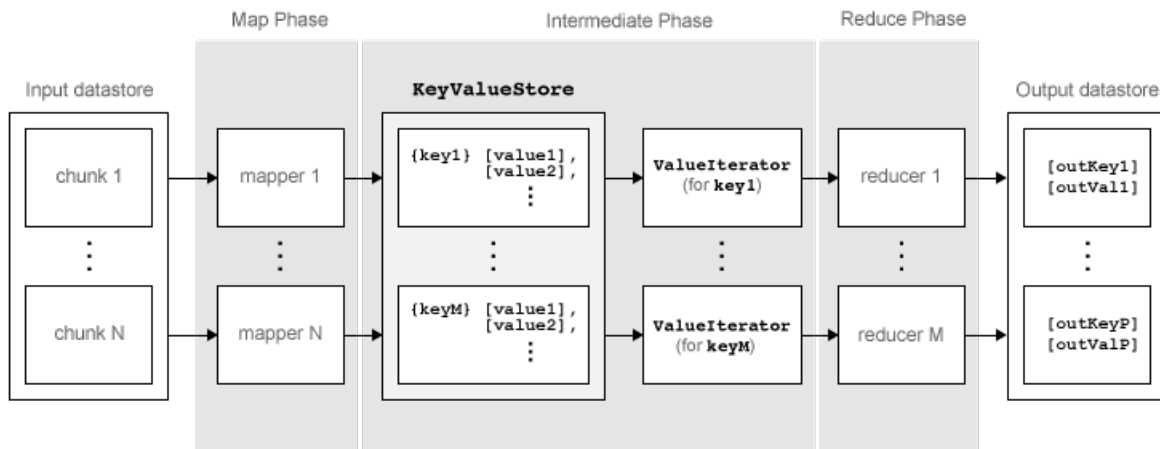 Map Phase
Intermediate Phase
Reduce Phase
Input datastore
KeyValueStore
Output datastore
chunk 1
mapper 1
{key1} [value1],
[value2],
⋮
ValueIterator
(for key1)
reducer 1
[outKey1]
[outVal1]
⋮
⋮
⋮
⋮
⋮
⋮
chunk N
mapper N
{keyM} [value1],
[value2],
⋮
ValueIterator
(for keyM)
reducer M
[outKeyP]
[outValP]